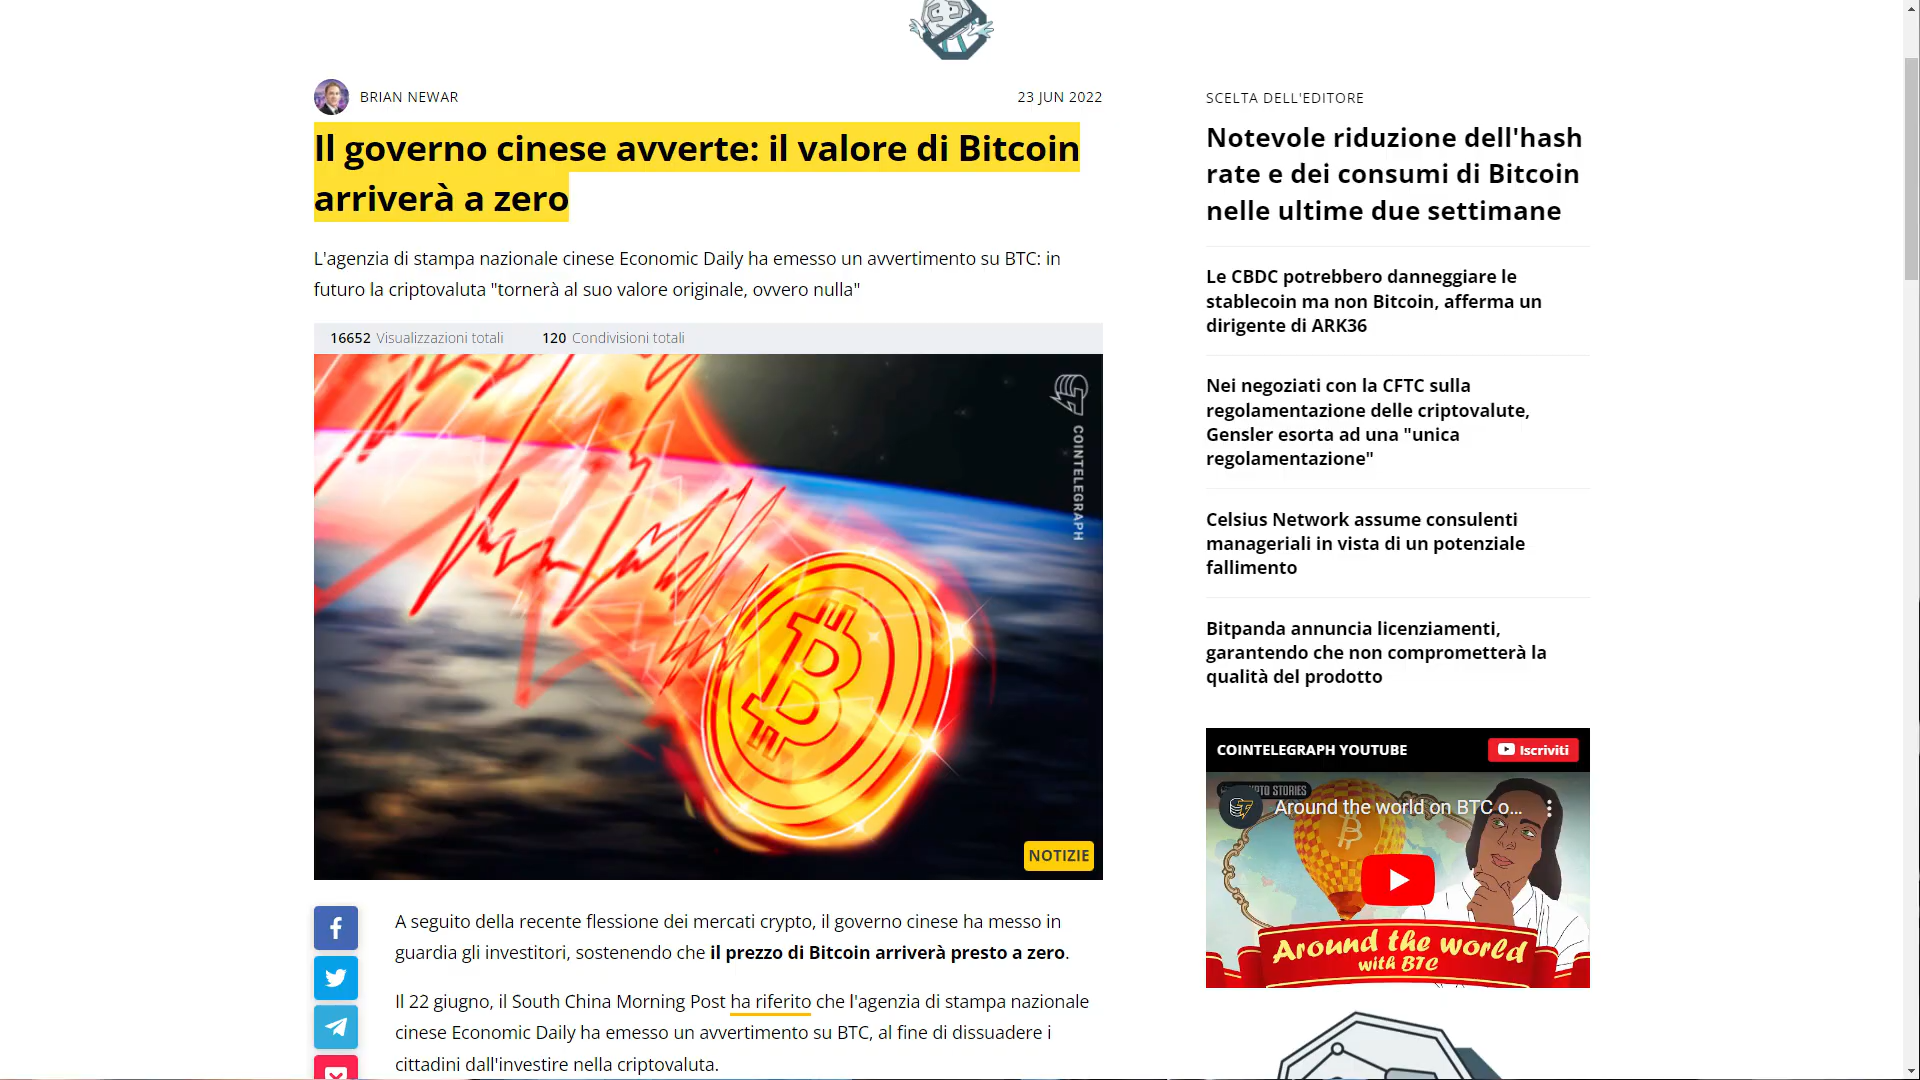 BRIAN NEWAR
23 JUN 2022
Il governo cinese avverte: il valore di Bitcoin
arriverà a zero
L'agenzia di stampa nazionale cinese Economic Daily ha emesso un avvertimento su BTC: in
futuro la criptovaluta "tornerà al suo valore originale, ovvero nulla"
16652 Visualizzazioni totali
120 Condivisioni totali
COINTELEGRAPH
NOTIZIE
A seguito della recente flessione dei mercati crypto, il governo cinese ha messo in
guardia gli investitori, sostenendo che il prezzo di Bitcoin arriverà presto a zero.
Il 22 giugno, il South China Morning Post ha riferito che l'agenzia di stampa nazionale
cinese Economic Daily ha emesso un avvertimento su BTC, al fine di dissuadere i
cittadini dall'investire nella criptovaluta.
SCELTA DELL'EDITORE
Notevole riduzione dell'hash
rate e dei consumi di Bitcoin
nelle ultime due settimane
Le CBDC potrebbero danneggiare le
stablecoin ma non Bitcoin, afferma un
dirigente di ARK36
Nei negoziati con la CFTC sulla
regolamentazione delle criptovalute,
Gensler esorta ad una "unica
regolamentazione"
Celsius Network assume consulenti
manageriali in vista di un potenziale
fallimento
Bitpanda annuncia licenziamenti,
garantendo che non comprometterà la
qualità del prodotto
COINTELEGRAPH YOUTUBE
Iscriviti
STORIES
Around the world on BTC o...
Around the world
with BTC